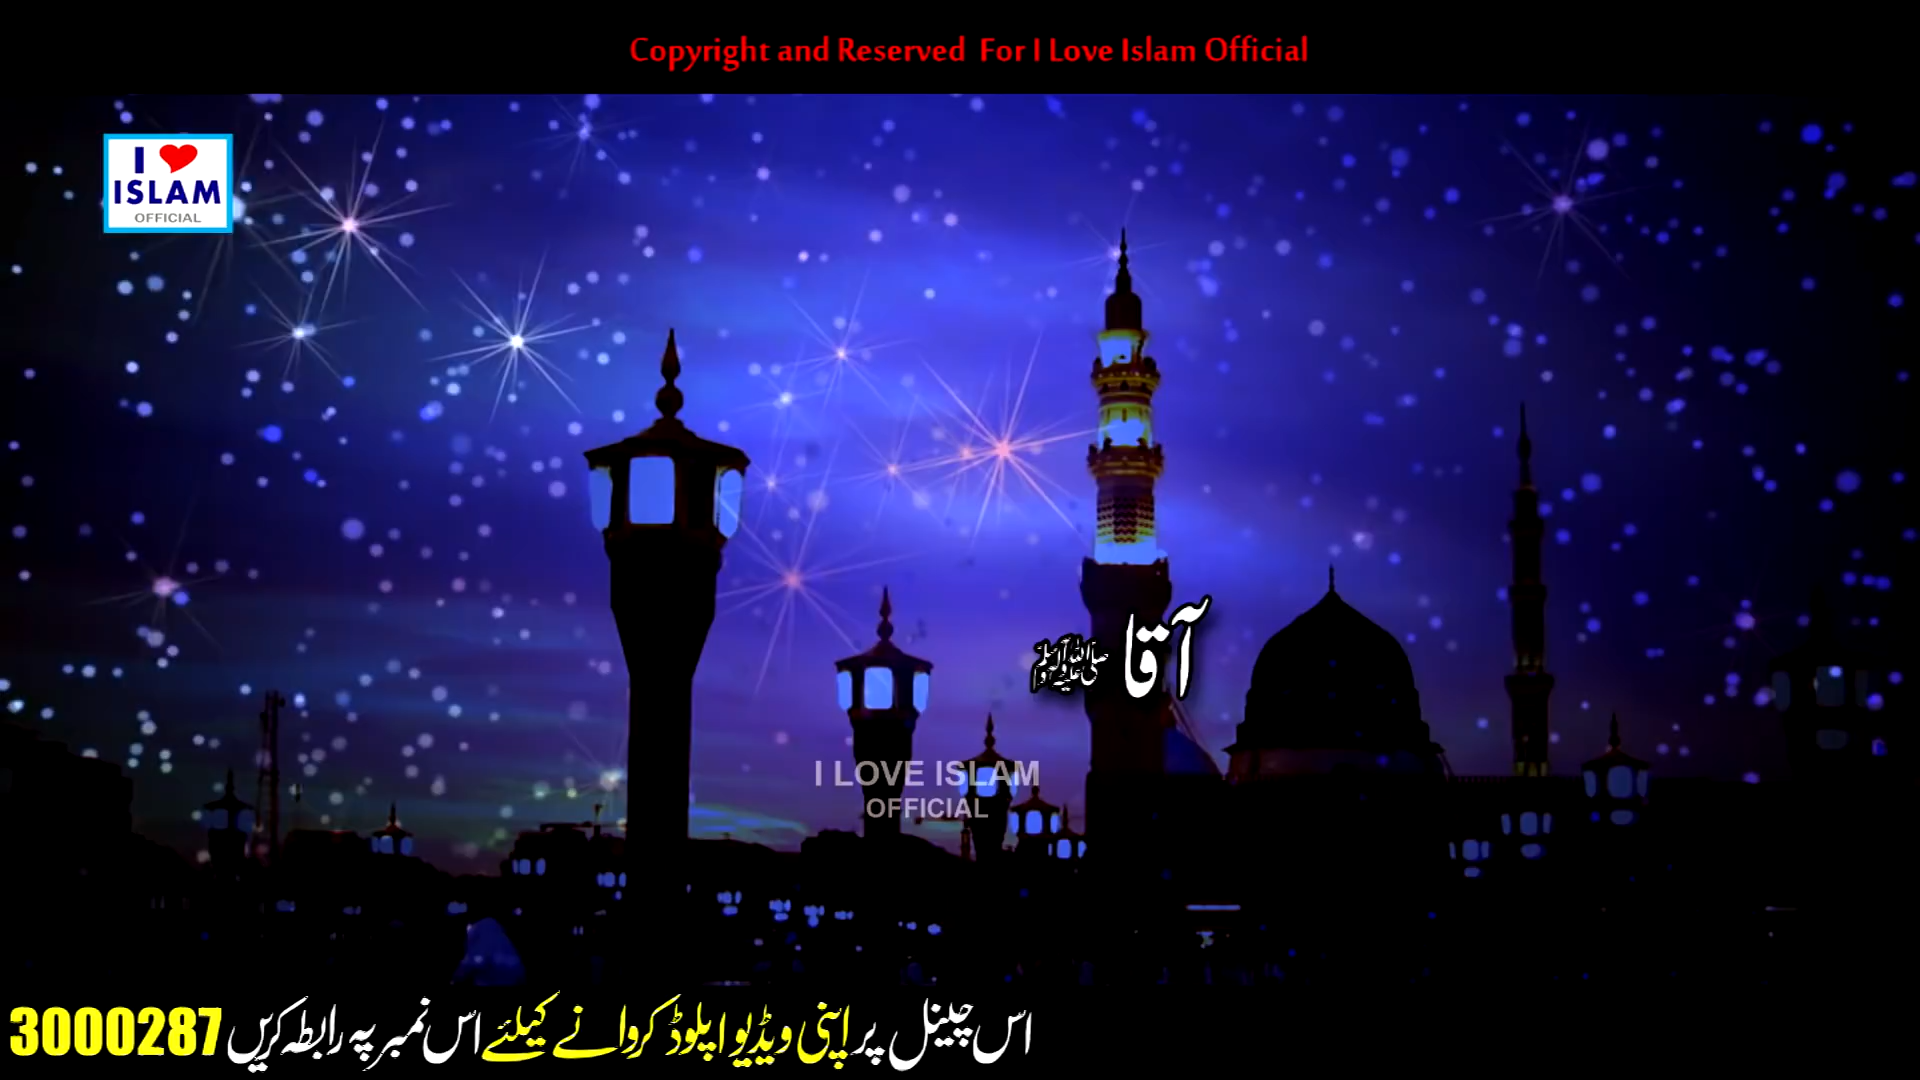 Copyright and Reserved For I Love Islam Official
I ❤
ISLAM
OFFICIAL
آقا ﷺ
I LOVE ISLAM
OFFICIAL
اس چینل پر اپنی ویڈیو اپلوڈ کروانے کیلئے اس نمبر پہ رابطہ کریں 3000287